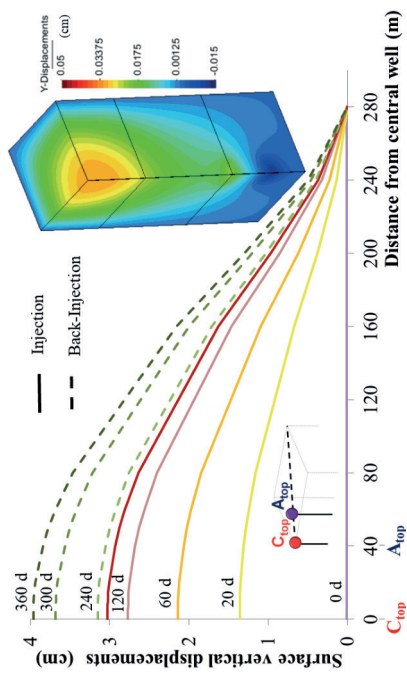 Y-Displacements
(cm)
0.05
0.03375
0.0175
0.00125
-0.015
Injection
Back-Injection
Surface vertical displacements (cm)
4
3
2
1
0
360 d
300 d
240 d
120 d
60 d
20 d
0 d
C top
A top
0
40
80
120
160
200
240
280
C top
A top
Distance from central well (m)